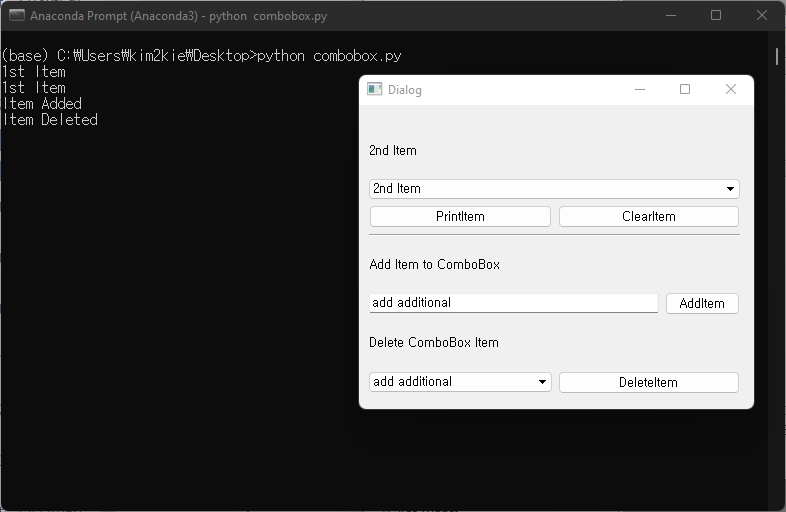 Anaconda Prompt (Anaconda3) - python  combobox.py
(base) C:₩Users₩kim2kie₩Desktop>python combobox.py
1st Item
1st Item
Item Added
Item Deleted
Dialog
2nd Item
2nd Item
PrintItem ClearItem
Add Item to ComboBox
add additional AddItem
Delete ComboBox Item
add additional DeleteItem